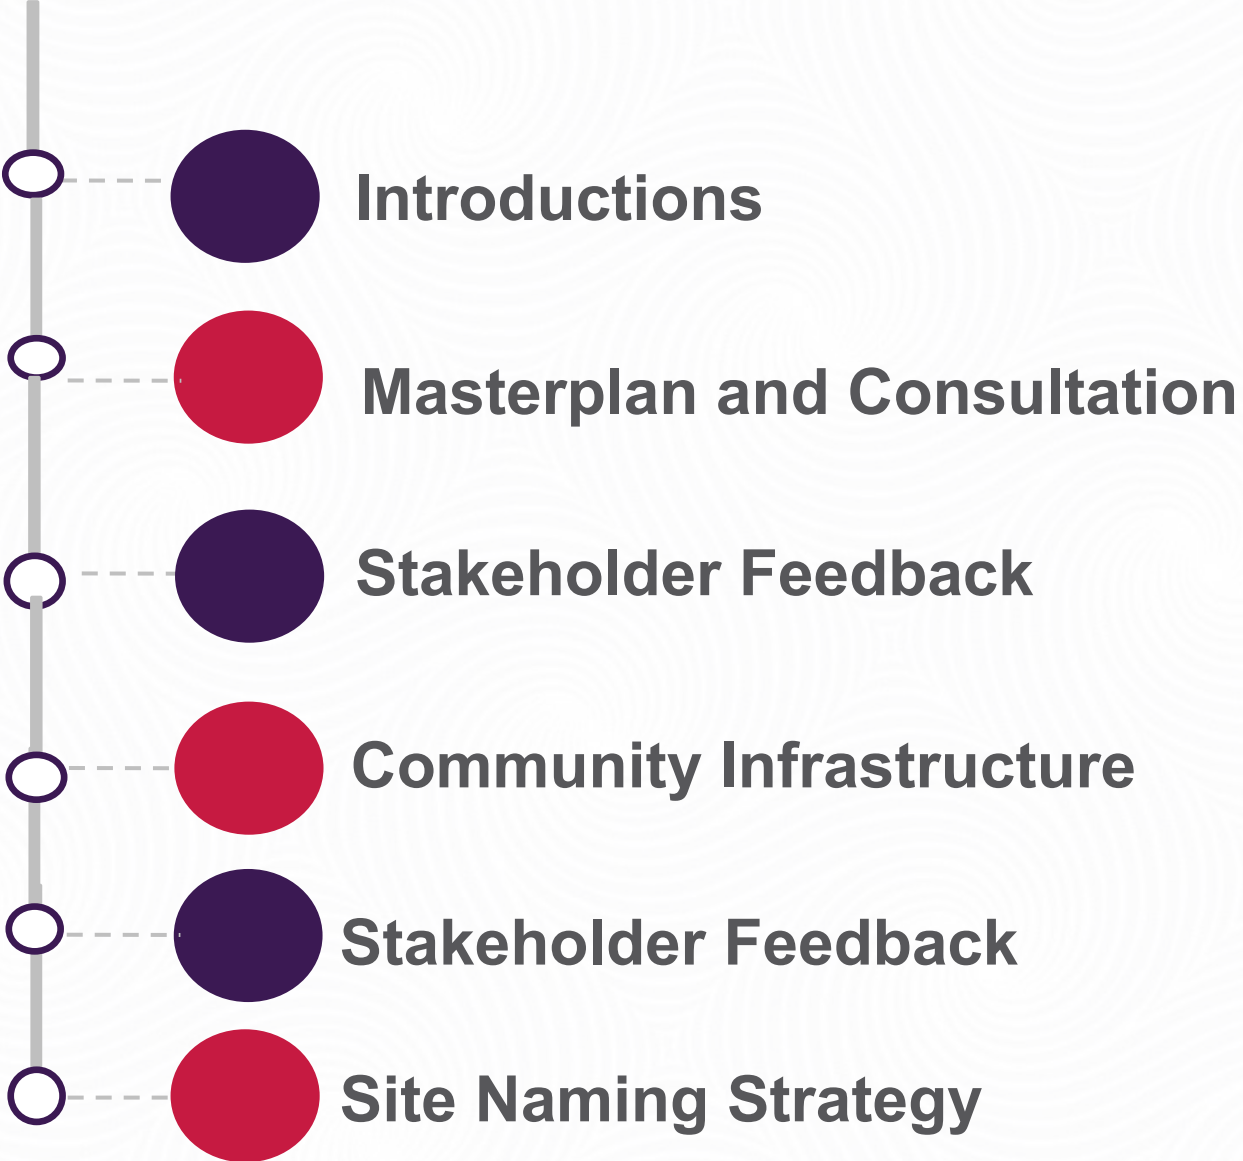 Introductions
Masterplan and Consultation
Stakeholder Feedback
Community Infrastructure
Stakeholder Feedback
Site Naming Strategy